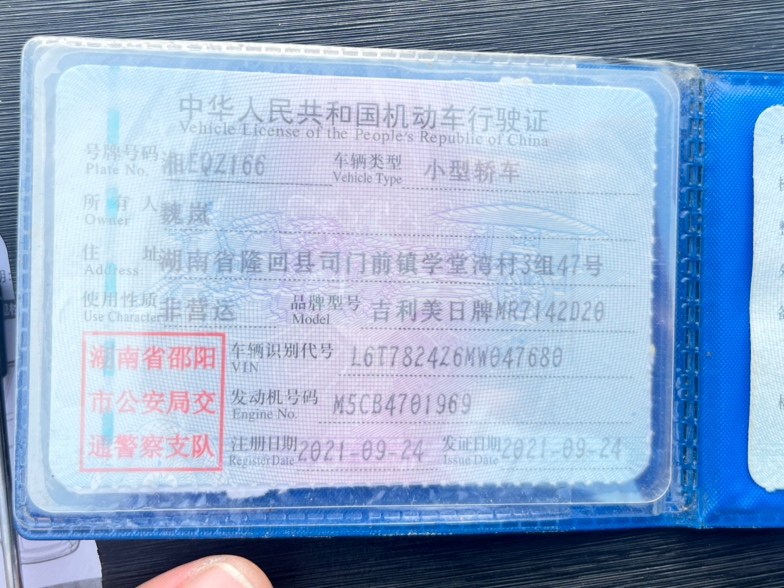 中华人民共和国机动车行驶证
Vehicle License of the People's Republic of China
号牌号码 Plate No. 湘EQZ166 车辆类型 Vehicle Type 小型轿车
所有人 Owner 魏岚
住址 Address 湖南省隆回县司门前镇学堂湾村3组47号
使用性质 Use Character 非营运 品牌型号 Model 吉利美日牌MR7142D20
湖南省邵阳
市公安局交
通警察支队
车辆识别代号 VIN L6T7824Z6MW047680
发动机号码 Engine No. M5CB4701969
注册日期 Register Date 2021-09-24 发证日期 Issue Date 2021-09-24